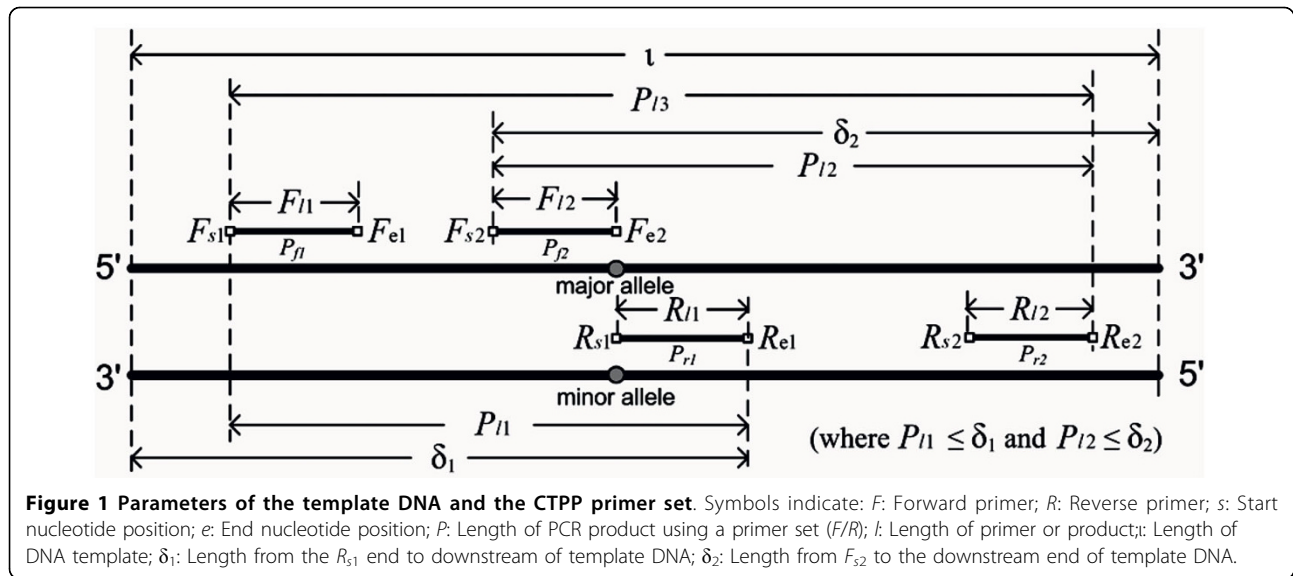 ι
P_l3
δ_2
P_l2
F_l1 F_l2
F_s1 F_e1 F_s2 F_e2
P_f1 P_f2
5' 3'
major allele
R_l1 R_l2
R_s1 R_e1 R_s2 R_e2
P_r1 P_r2
3' 5'
minor allele
P_l1 (where P_l1 ≤ δ_1 and P_l2 ≤ δ_2)
δ_1
Figure 1 Parameters of the template DNA and the CTPP primer set. Symbols indicate: F: Forward primer; R: Reverse primer; s: Start
nucleotide position; e: End nucleotide position; P: Length of PCR product using a primer set (F/R); l: Length of primer or product;ι: Length of
DNA template; δ_1: Length from the R_s1 end to downstream of template DNA; δ_2: Length from F_s2 to the downstream end of template DNA.